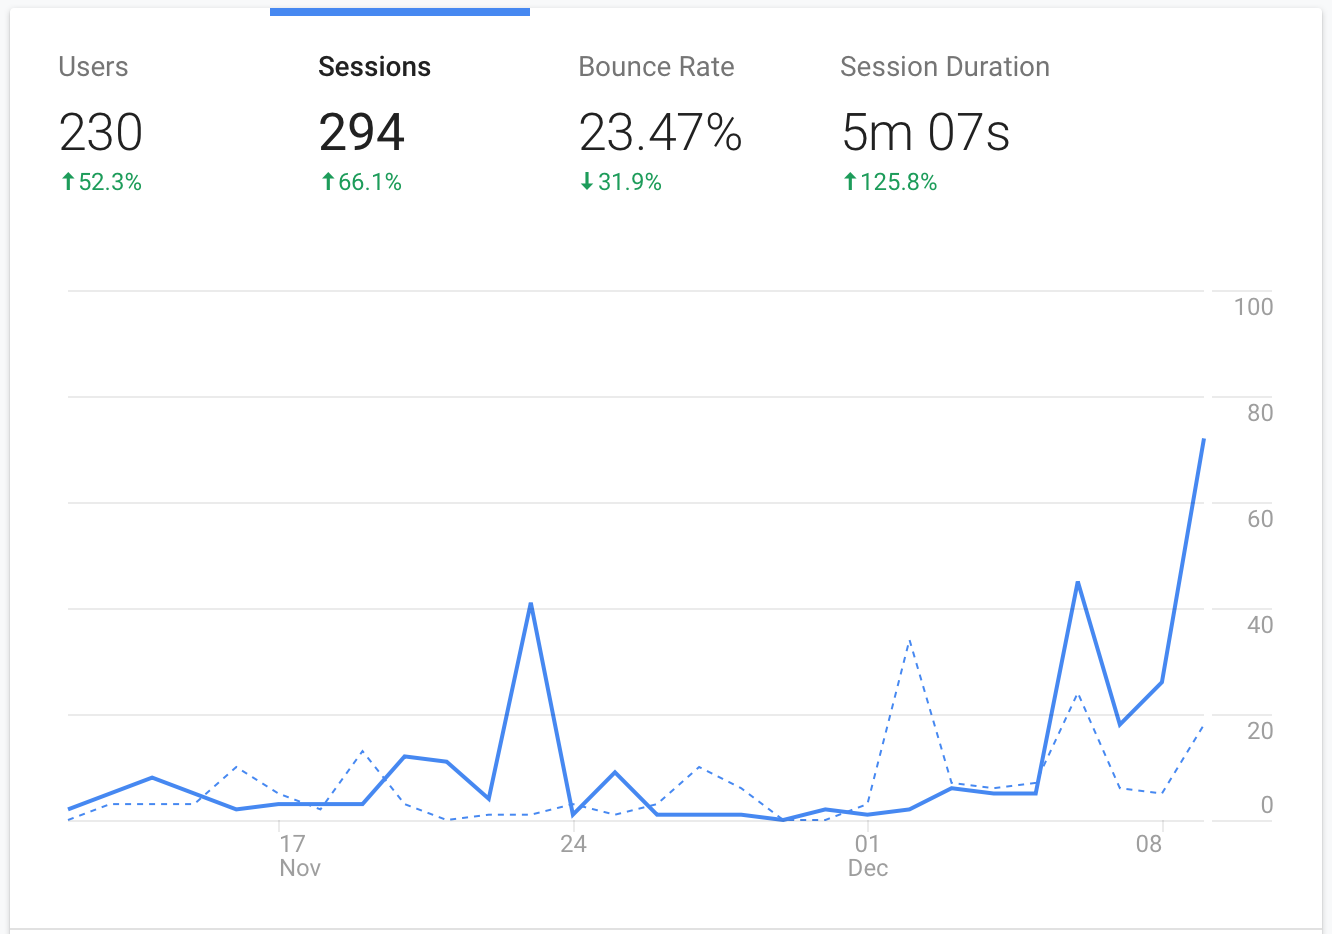 Users
Sessions
Bounce Rate
Session Duration
230
294
23.47%
5m 07s
↑52.3%
↑66.1%
↓31.9%
↑125.8%
100
80
60
40
20
0
17
24
01
08
Nov
Dec